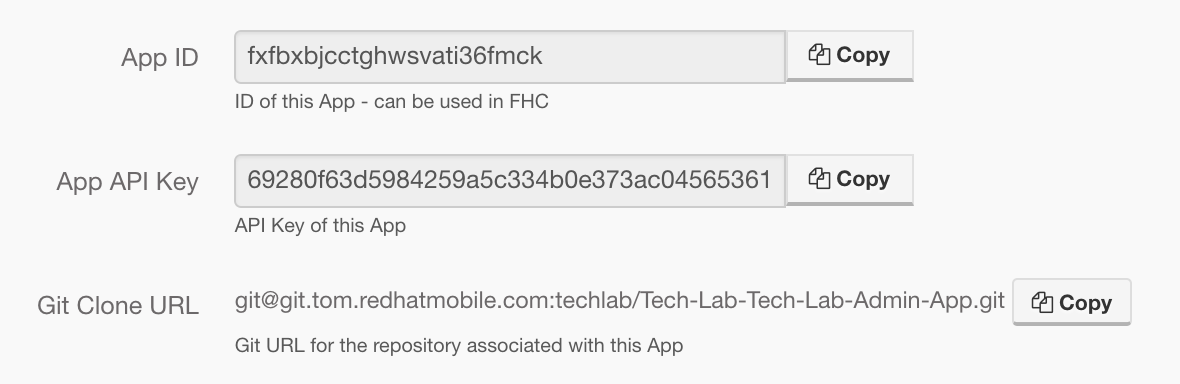 App ID fxfbxbjcctghwsvati36fmck Copy
ID of this App - can be used in FHC
App API Key 69280f63d5984259a5c334b0e373ac04565361 Copy
API Key of this App
Git Clone URL git@git.tom.redhatmobile.com:techlab/Tech-Lab-Tech-Lab-Admin-App.git Copy
Git URL for the repository associated with this App